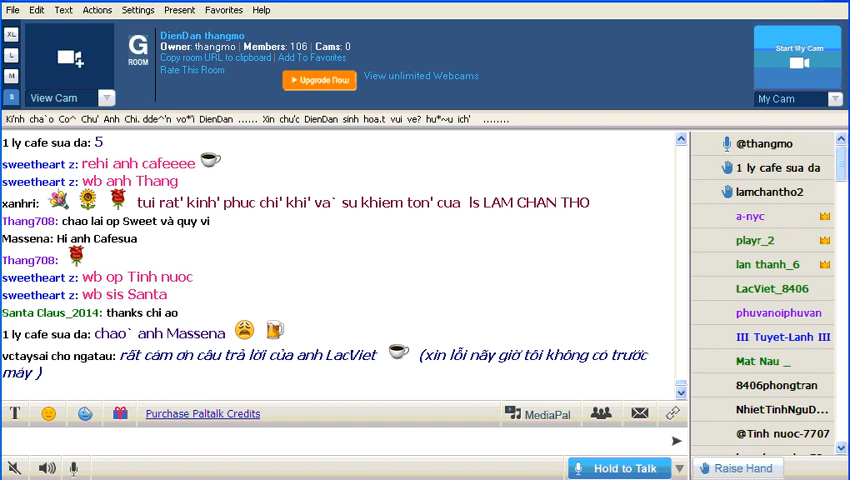 File Edit Text Actions Settings Present Favorites Help
XL
L
M
S
View Cam
G
ROOM
DienDan thangmo
Owner: thangmo | Members: 106 | Cams: 0
Copy room URL to clipboard | Add To Favorites
Rate This Room
Upgrade Now
View unlimited Webcams
Start My Cam
My Cam
Ki'nh cha`o Co^ Chu' Anh Chi. dde^'n vo*'i DienDan ...... Xin chu'c DienDan sinh hoa.t vui ve? hu*~u ich' ........
1 ly cafe sua da: 5
sweetheart z: rehi anh cafeeee
sweetheart z: wb anh Thang
xanhri: tui rat' kinh' phuc chi' khi' va` su khiem ton' cua ls LAM CHAN THO
Thang708: chao lai op Sweet và quy vi
Massena: Hi anh Cafesua
Thang708:
sweetheart z: wb op Tinh nuoc
sweetheart z: wb sis Santa
Santa Claus_2014: thanks chi ao
1 ly cafe sua da: chao` anh Massena
vctaysai cho ngatau: rất cám ơn câu trả lời của anh LacViet (xin lỗi nãy giờ tôi không có trước
máy )
@thangmo
1 ly cafe sua da
lamchantho2
a-nyc
playr_2
lan thanh_6
LacViet_8406
phuvanoiphuvan
III Tuyet-Lanh III
Mat Nau _
8406phongtran
NhietTinhNguD...
@Tinh nuoc-7707
T
Purchase Paltalk Credits
MediaPal
Hold to Talk
Raise Hand